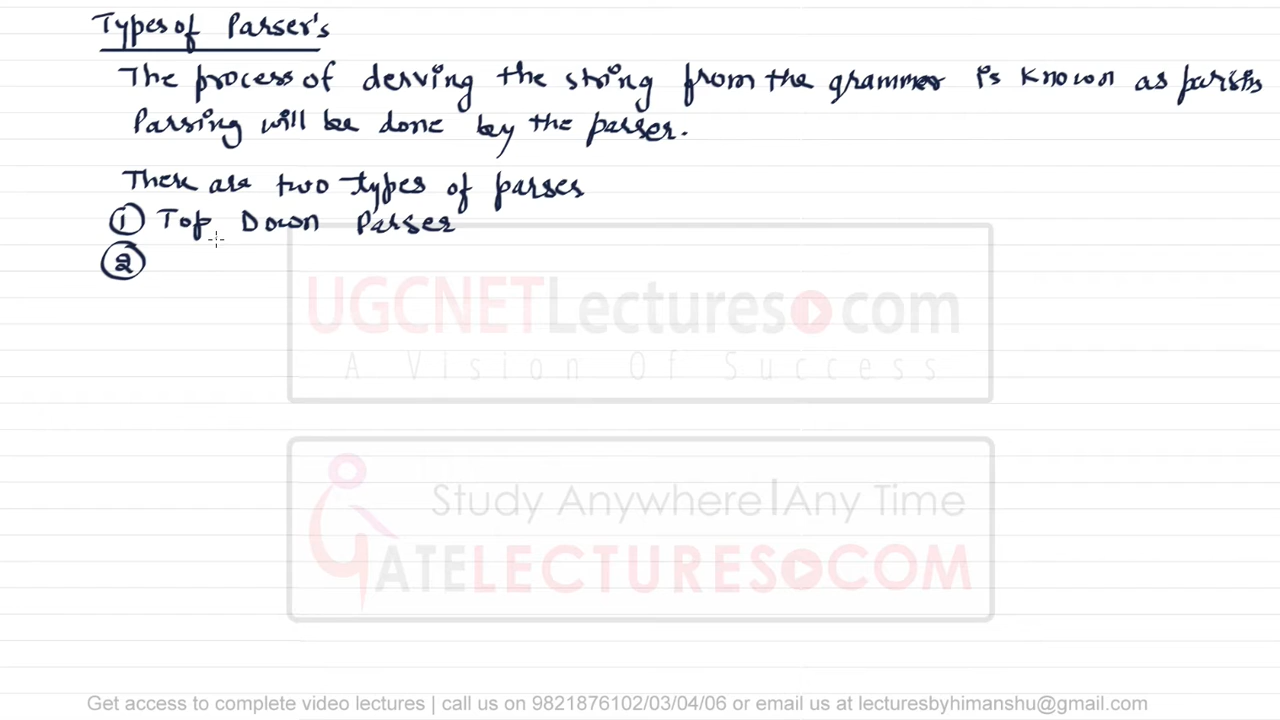 Types of Parser's
The process of deriving the string from the grammer is known as parsing
Parsing will be done by the parser.
There are two types of parses
① Top Down Parser
②
UGCNETLectures.com
A Vision Of Success
Study Anywhere|Any Time
GATELECTURES.COM
Get access to complete video lectures | call us on 9821876102/03/04/06 or email us at lecturesbyhimanshu@gmail.com